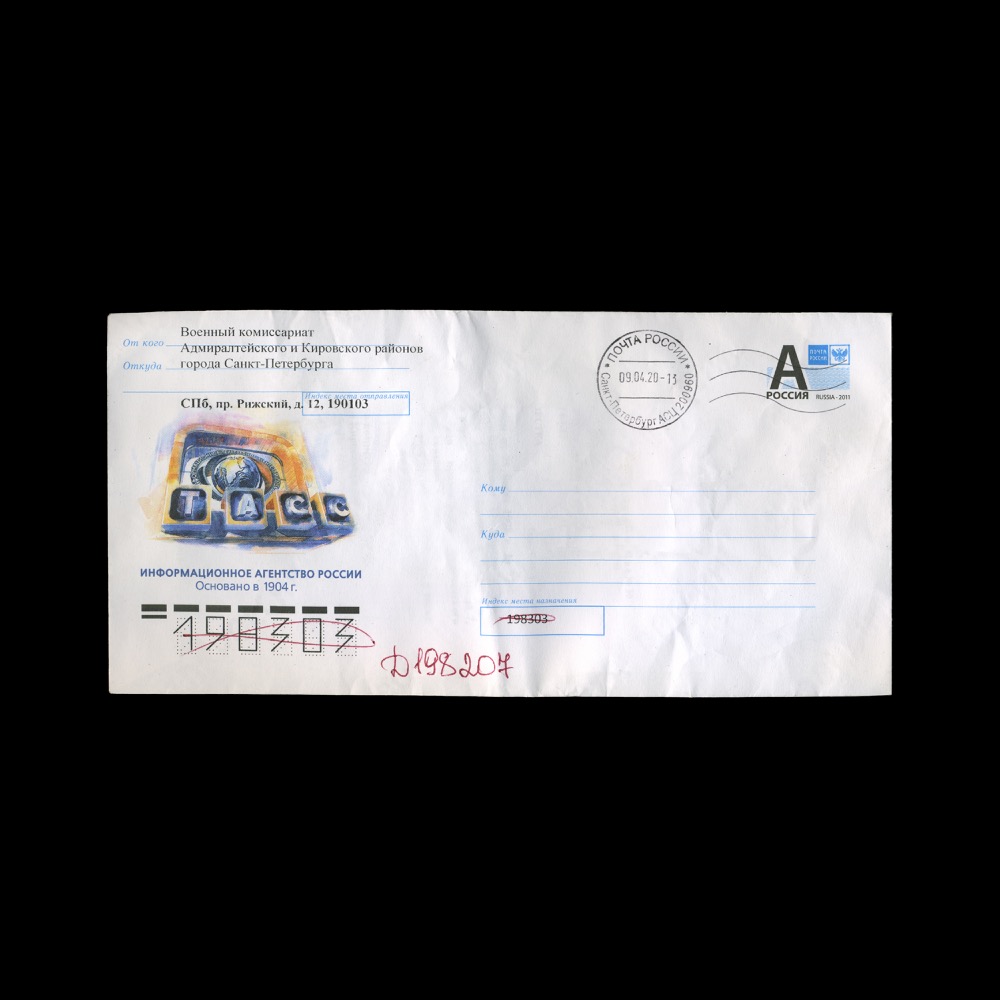 Военный комиссариат
От кого
Адмиралтейского и Кировского районов
Откуда
города Санкт-Петербурга
Индекс места отправления
СПб, пр. Рижский, д. 12, 190103
ТАСС
ИНФОРМАЦИОННОЕ АГЕНТСТВО РОССИИ
Основано в 1904 г.
198303
Д198207
ПОЧТА РОССИИ
09.04.20-13
Санкт-Петербург АСЦ 200960
А
ПОЧТА РОССИИ
РОССИЯ RUSSIA-2011
Кому
Куда
Индекс места назначения
198303